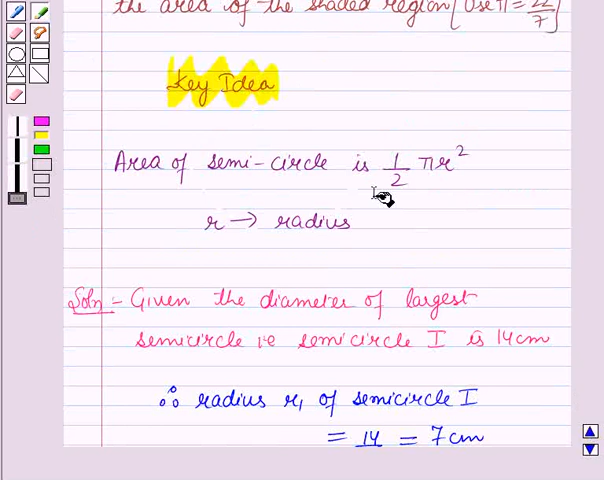 the area of the shaded region [Use π = 22/7]
Key Idea
Area of semi-circle is 1/2 πr²
r → radius
Soln:- Given the diameter of largest
semicircle ie semicircle I is 14cm
∴ radius r₁ of semicircle I
= 14 = 7cm